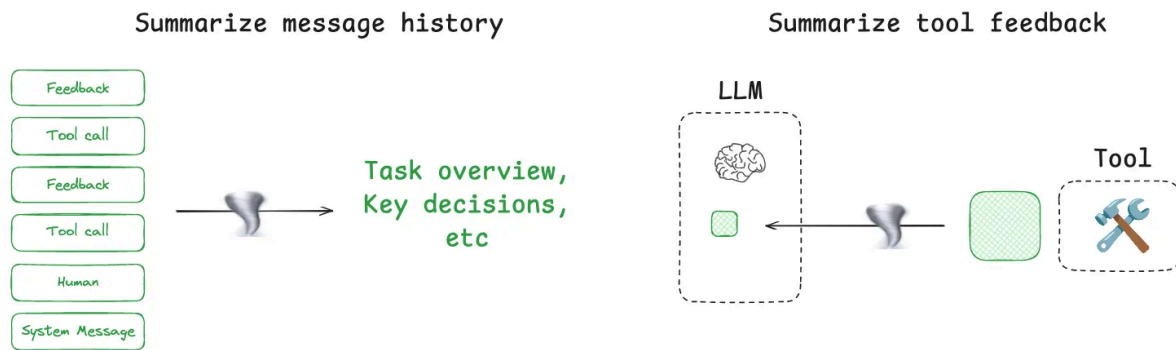 Summarize message history
Feedback
Tool call
Feedback
Tool call
Human
System Message
Task overview,
Key decisions,
etc
Summarize tool feedback
LLM
Tool